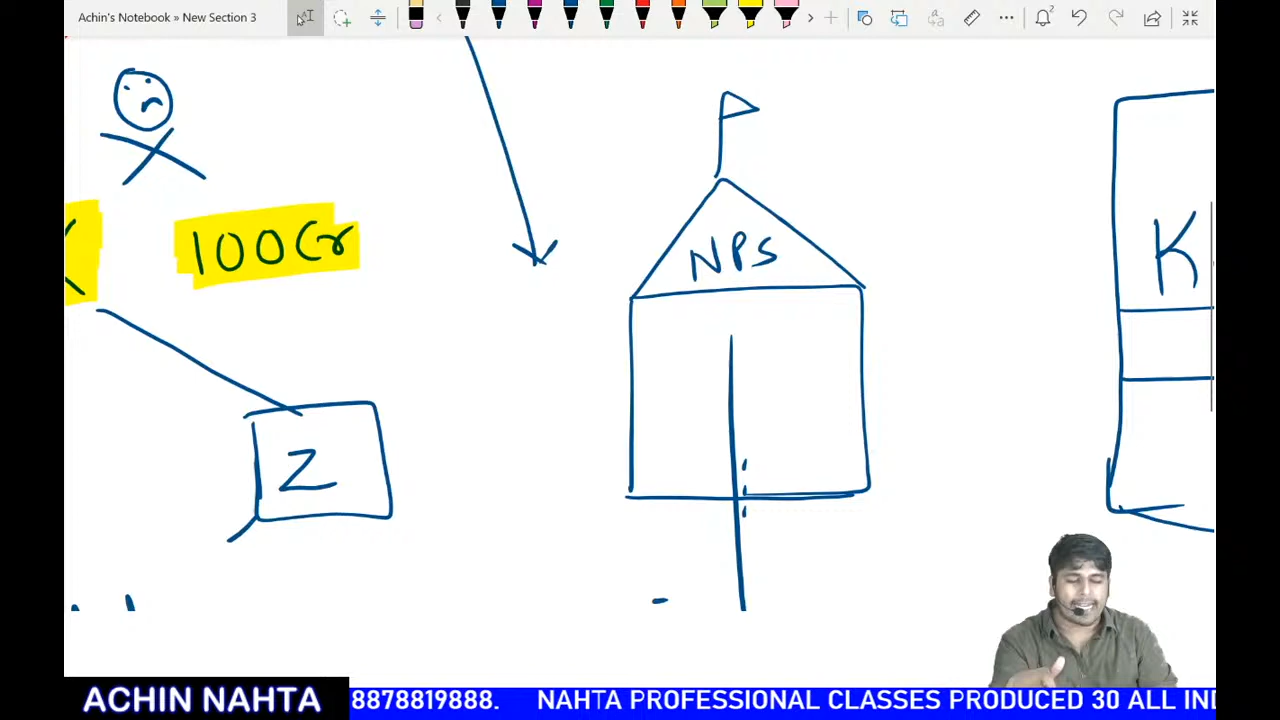 Achin's Notebook » New Section 3
100Cr
NPS
K
Z
ACHIN NAHTA
8878819888. NAHTA PROFESSIONAL CLASSES PRODUCED 30 ALL IND